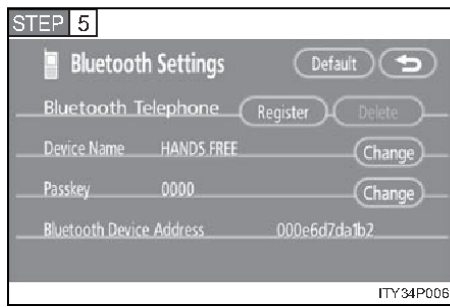 STEP 5
Bluetooth Settings Default
Bluetooth Telephone Register Delete
Device Name HANDS FREE Change
Passkey 0000 Change
Bluetooth Device Address 000e6d7da1b2
ITY34P006